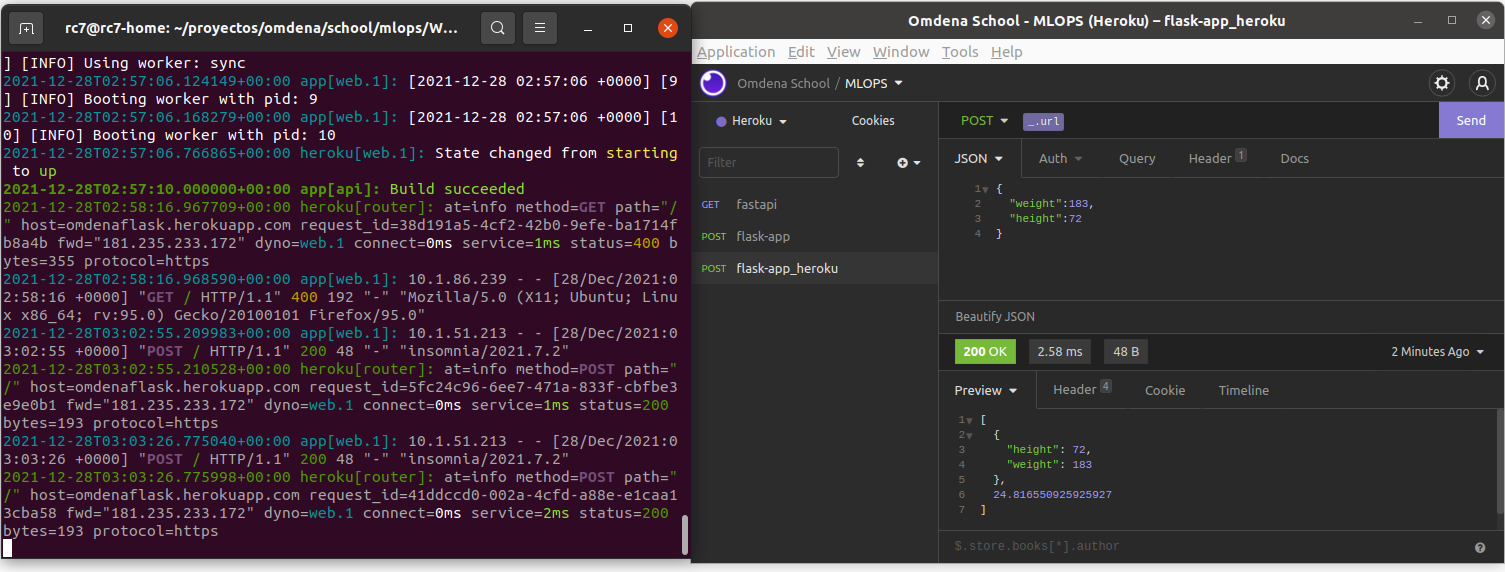 rc7@rc7-home: ~/proyectos/omdena/school/mlops/W...
] [INFO] Using worker: sync
2021-12-28T02:57:06.124149+00:00 app[web.1]: [2021-12-28 02:57:06 +0000] [9
] [INFO] Booting worker with pid: 9
2021-12-28T02:57:06.168279+00:00 app[web.1]: [2021-12-28 02:57:06 +0000] [1
0] [INFO] Booting worker with pid: 10
2021-12-28T02:57:06.766865+00:00 heroku[web.1]: State changed from starting
to up
2021-12-28T02:57:10.000000+00:00 app[api]: Build succeeded
2021-12-28T02:58:16.967709+00:00 heroku[router]: at=info method=GET path="/
" host=omdenaflask.herokuapp.com request_id=38d191a5-4cf2-42b0-9efe-ba1714f
b8a4b fwd="181.235.233.172" dyno=web.1 connect=0ms service=1ms status=400 b
ytes=355 protocol=https
2021-12-28T02:58:16.968590+00:00 app[web.1]: 10.1.86.239 - - [28/Dec/2021:0
2:58:16 +0000] "GET / HTTP/1.1" 400 192 "-" "Mozilla/5.0 (X11; Ubuntu; Linu
x x86_64; rv:95.0) Gecko/20100101 Firefox/95.0"
2021-12-28T03:02:55.209983+00:00 app[web.1]: 10.1.51.213 - - [28/Dec/2021:0
3:02:55 +0000] "POST / HTTP/1.1" 200 48 "-" "insomnia/2021.7.2"
2021-12-28T03:02:55.210528+00:00 heroku[router]: at=info method=POST path="
/" host=omdenaflask.herokuapp.com request_id=5fc24c96-6ee7-471a-833f-cbfbe3
e9e0b1 fwd="181.235.233.172" dyno=web.1 connect=0ms service=1ms status=200
bytes=193 protocol=https
2021-12-28T03:03:26.775040+00:00 app[web.1]: 10.1.51.213 - - [28/Dec/2021:0
3:03:26 +0000] "POST / HTTP/1.1" 200 48 "-" "insomnia/2021.7.2"
2021-12-28T03:03:26.775998+00:00 heroku[router]: at=info method=POST path="
/" host=omdenaflask.herokuapp.com request_id=41ddccd0-002a-4cfd-a88e-e1caa1
3cba58 fwd="181.235.233.172" dyno=web.1 connect=0ms service=2ms status=200
bytes=193 protocol=https
Omdena School - MLOPS (Heroku) – flask-app_heroku
Application Edit View Window Tools Help
Omdena School / MLOPS
Heroku Cookies
Filter
GET fastapi
POST flask-app
POST flask-app_heroku
POST _.url Send
JSON Auth Query Header 1 Docs
1 {
2 "weight":183,
3 "height":72
4 }
Beautify JSON
200 OK 2.58 ms 48 B 2 Minutes Ago
Preview Header 4 Cookie Timeline
1 [
2 {
3 "height": 72,
4 "weight": 183
5 },
6 24.816550925925927
7 ]
$.store.books[*].author
?